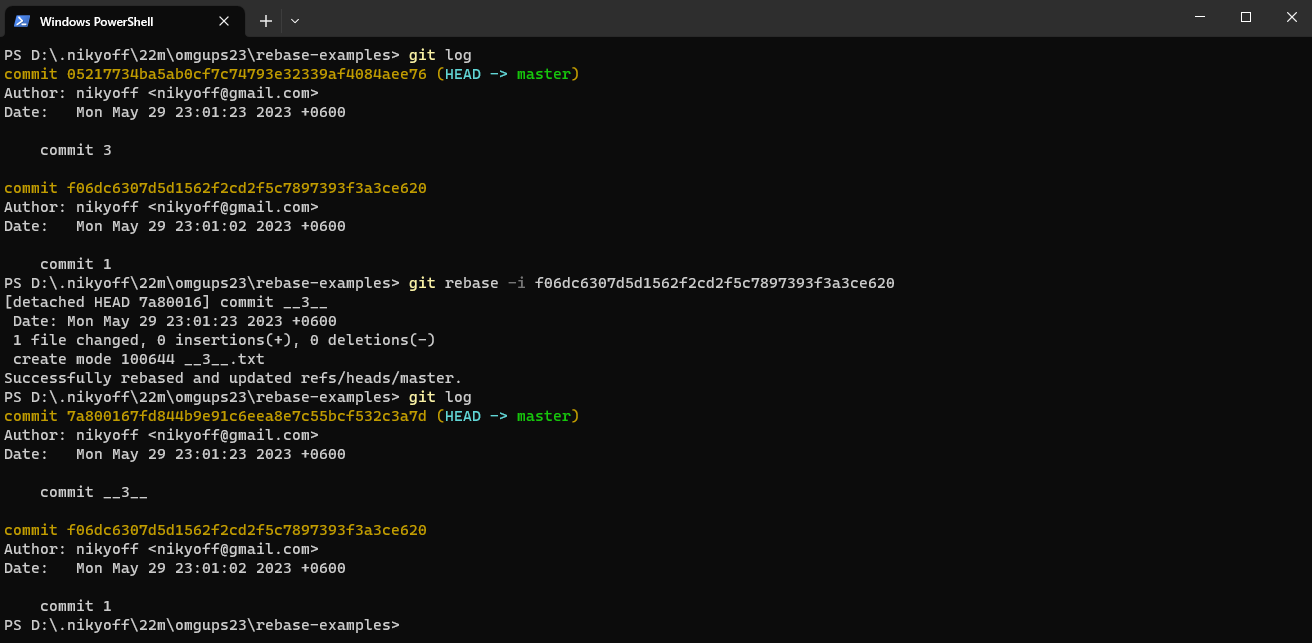 Windows PowerShell
PS D:\.nikyoff\22m\omgups23\rebase-examples> git log
commit 05217734ba5ab0cf7c74793e32339af4084aee76 (HEAD -> master)
Author: nikyoff <nikyoff@gmail.com>
Date:   Mon May 29 23:01:23 2023 +0600
commit 3
commit f06dc6307d5d1562f2cd2f5c7897393f3a3ce620
Author: nikyoff <nikyoff@gmail.com>
Date:   Mon May 29 23:01:02 2023 +0600
commit 1
PS D:\.nikyoff\22m\omgups23\rebase-examples> git rebase -i f06dc6307d5d1562f2cd2f5c7897393f3a3ce620
[detached HEAD 7a80016] commit __3__
Date: Mon May 29 23:01:23 2023 +0600
1 file changed, 0 insertions(+), 0 deletions(-)
create mode 100644 __3__.txt
Successfully rebased and updated refs/heads/master.
PS D:\.nikyoff\22m\omgups23\rebase-examples> git log
commit 7a800167fd844b9e91c6eea8e7c55bcf532c3a7d (HEAD -> master)
Author: nikyoff <nikyoff@gmail.com>
Date:   Mon May 29 23:01:23 2023 +0600
commit __3__
commit f06dc6307d5d1562f2cd2f5c7897393f3a3ce620
Author: nikyoff <nikyoff@gmail.com>
Date:   Mon May 29 23:01:02 2023 +0600
commit 1
PS D:\.nikyoff\22m\omgups23\rebase-examples>